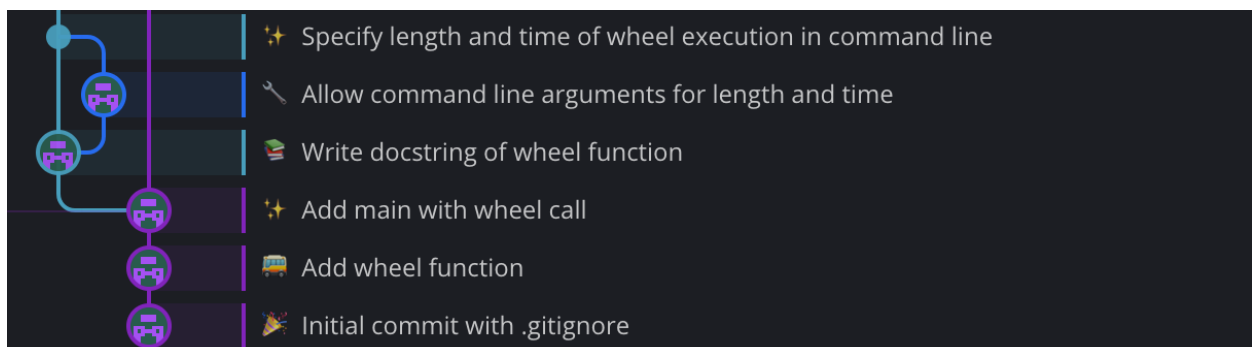 ✨ Specify length and time of wheel execution in command line
🔧 Allow command line arguments for length and time
📚 Write docstring of wheel function
✨ Add main with wheel call
🚌 Add wheel function
🎉 Initial commit with .gitignore